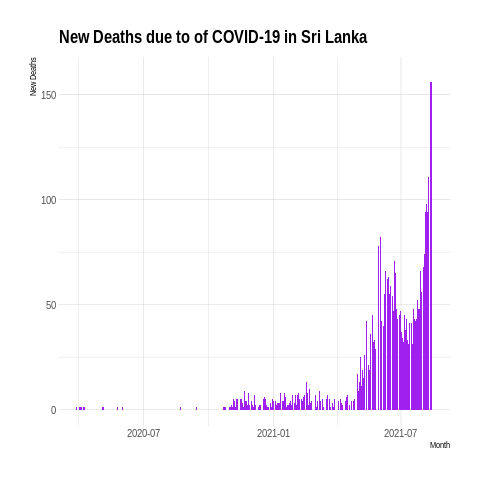 New Deaths due to of COVID-19 in Sri Lanka
New Deaths
150
100
50
0
2020-07
2021-01
2021-07
Month